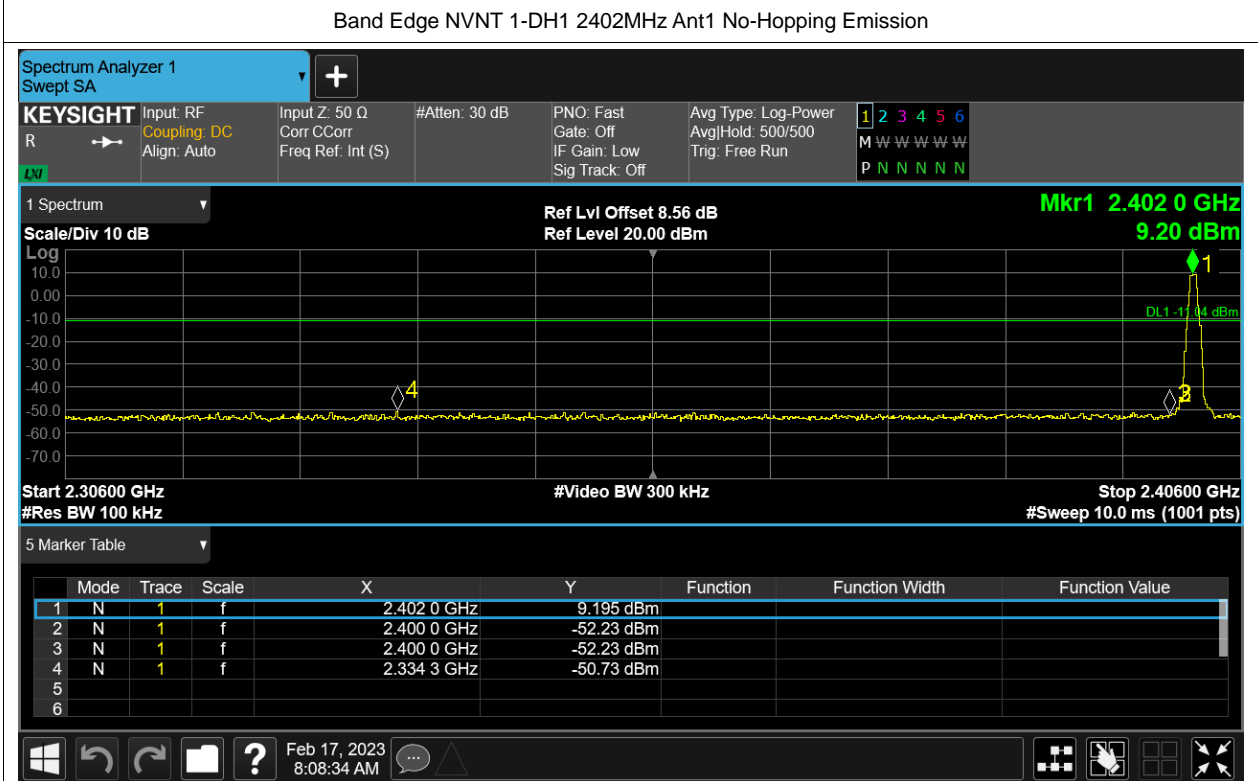 Band Edge NVNT 1-DH1 2402MHz Ant1 No-Hopping Emission
Spectrum Analyzer 1
Swept SA
KEYSIGHT Input: RF Input Z: 50 Ω #Atten: 30 dB PNO: Fast Avg Type: Log-Power 1 2 3 4 5 6
R Coupling: DC Corr CCorr Gate: Off Avg|Hold: 500/500 M W W W W W
Align: Auto Freq Ref: Int (S) IF Gain: Low Trig: Free Run
LXI Sig Track: Off P N N N N N
1 Spectrum Ref Lvl Offset 8.56 dB Mkr1 2.402 0 GHz
Scale/Div 10 dB Ref Level 20.00 dBm 9.20 dBm
Log
1
10.0
0.00
DL1 -11.04 dBm
-10.0
-20.0
-30.0
-40.0
4
-50.0
-60.0
-70.0
Start 2.30600 GHz #Video BW 300 kHz Stop 2.40600 GHz
#Res BW 100 kHz #Sweep 10.0 ms (1001 pts)
5 Marker Table
Mode Trace Scale X Y Function Function Width Function Value
1 N 1 f 2.402 0 GHz 9.195 dBm
2 N 1 f 2.400 0 GHz -52.23 dBm
3 N 1 f 2.400 0 GHz -52.23 dBm
4 N 1 f 2.334 3 GHz -50.73 dBm
5
6
? Feb 17, 2023
8:08:34 AM